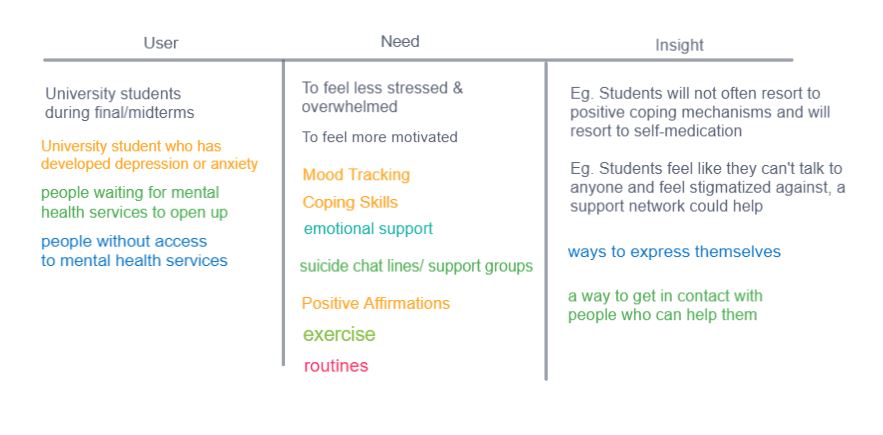 User
Need
Insight
University students
during final/midterms
University student who has
developed depression or anxiety
people waiting for mental
health services to open up
people without access
to mental health services
To feel less stressed &
overwhelmed
To feel more motivated
Mood Tracking
Coping Skills
emotional support
suicide chat lines/ support groups
Positive Affirmations
exercise
routines
Eg. Students will not often resort to
positive coping mechanisms and will
resort to self-medication
Eg. Students feel like they can't talk to
anyone and feel stigmatized against, a
support network could help
ways to express themselves
a way to get in contact with
people who can help them